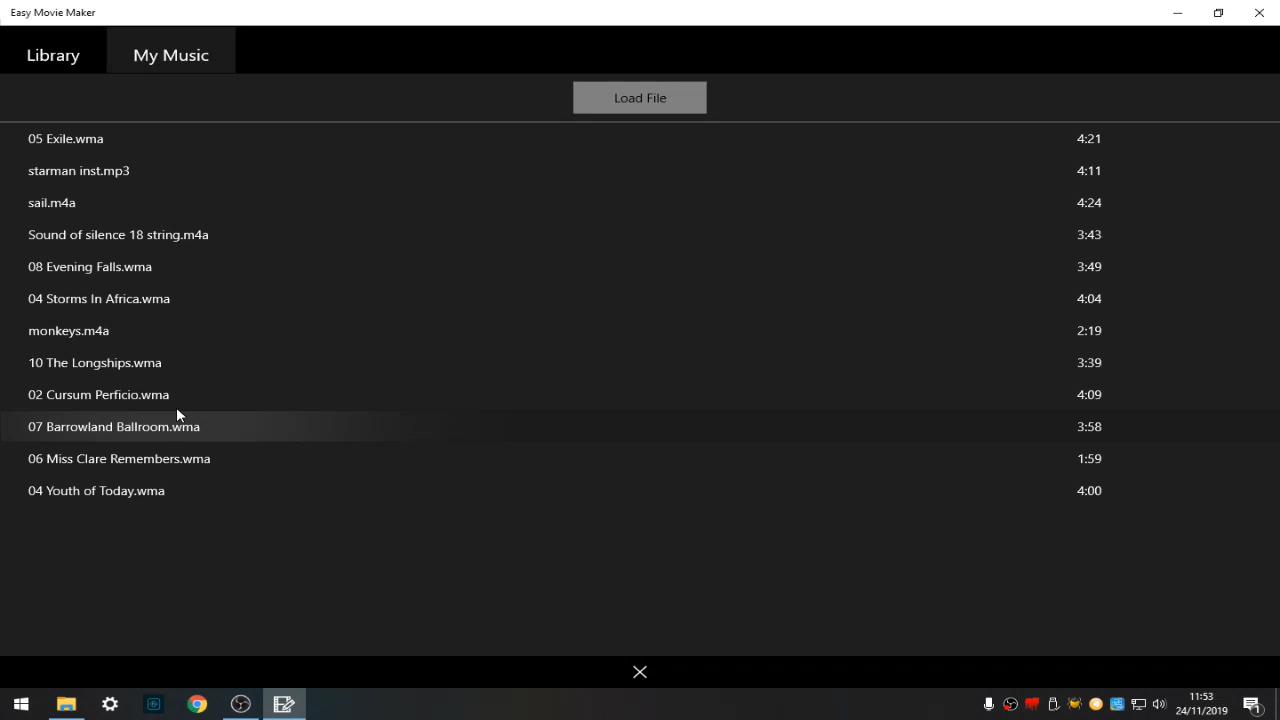 Easy Movie Maker
Library My Music
Load File
05 Exile.wma 4:21
starman inst.mp3 4:11
sail.m4a 4:24
Sound of silence 18 string.m4a 3:43
08 Evening Falls.wma 3:49
04 Storms In Africa.wma 4:04
monkeys.m4a 2:19
10 The Longships.wma 3:39
02 Cursum Perficio.wma 4:09
07 Barrowland Ballroom.wma 3:58
06 Miss Clare Remembers.wma 1:59
04 Youth of Today.wma 4:00
11:53
24/11/2019
1